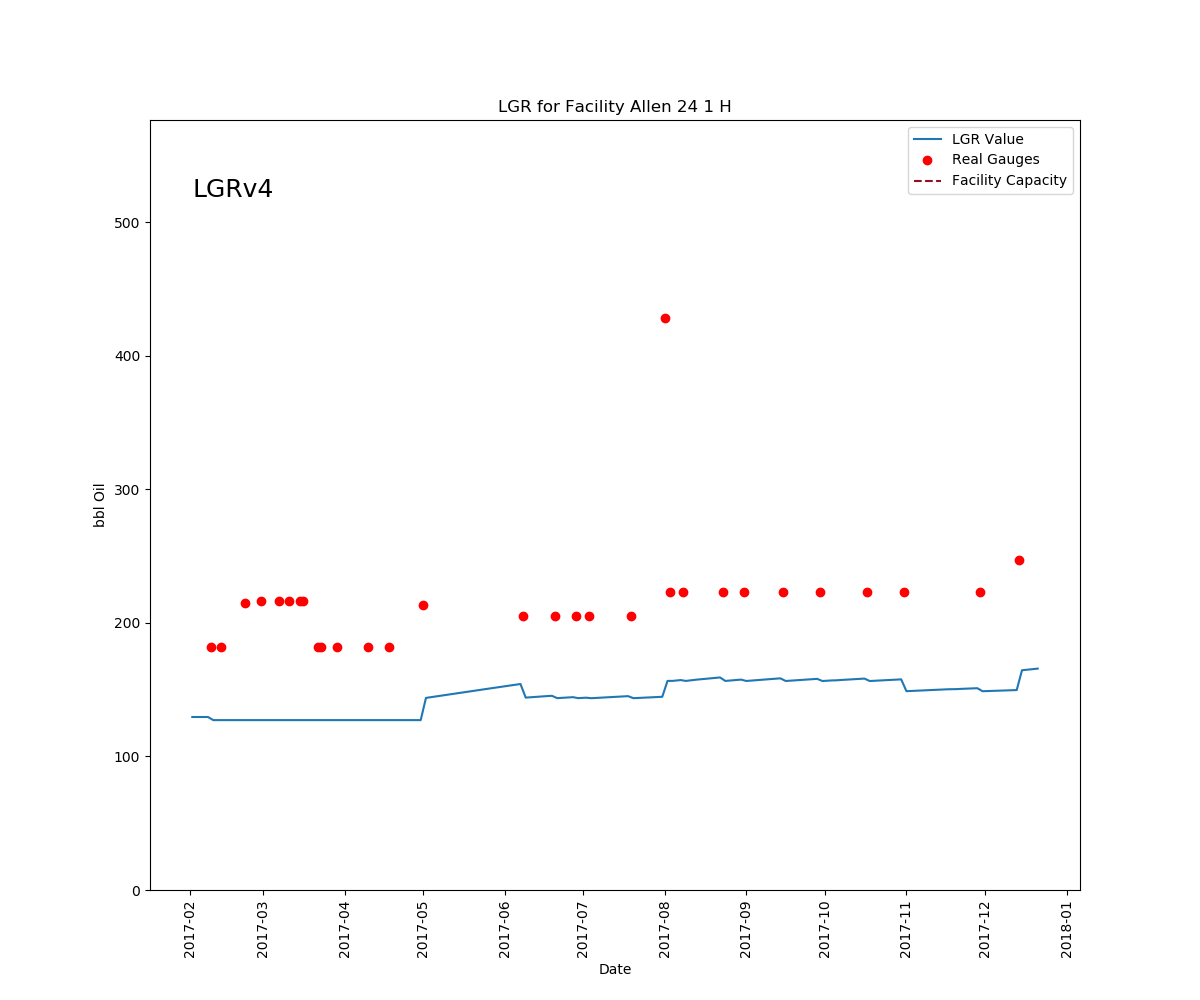 LGR for Facility Allen 24 1 H
LGR Value
Real Gauges
Facility Capacity
LGRv4
500
400
300
200
100
0
bbl Oil
2017-02
2017-03
2017-04
2017-05
2017-06
2017-07
2017-08
2017-09
2017-10
2017-11
2017-12
2018-01
Date